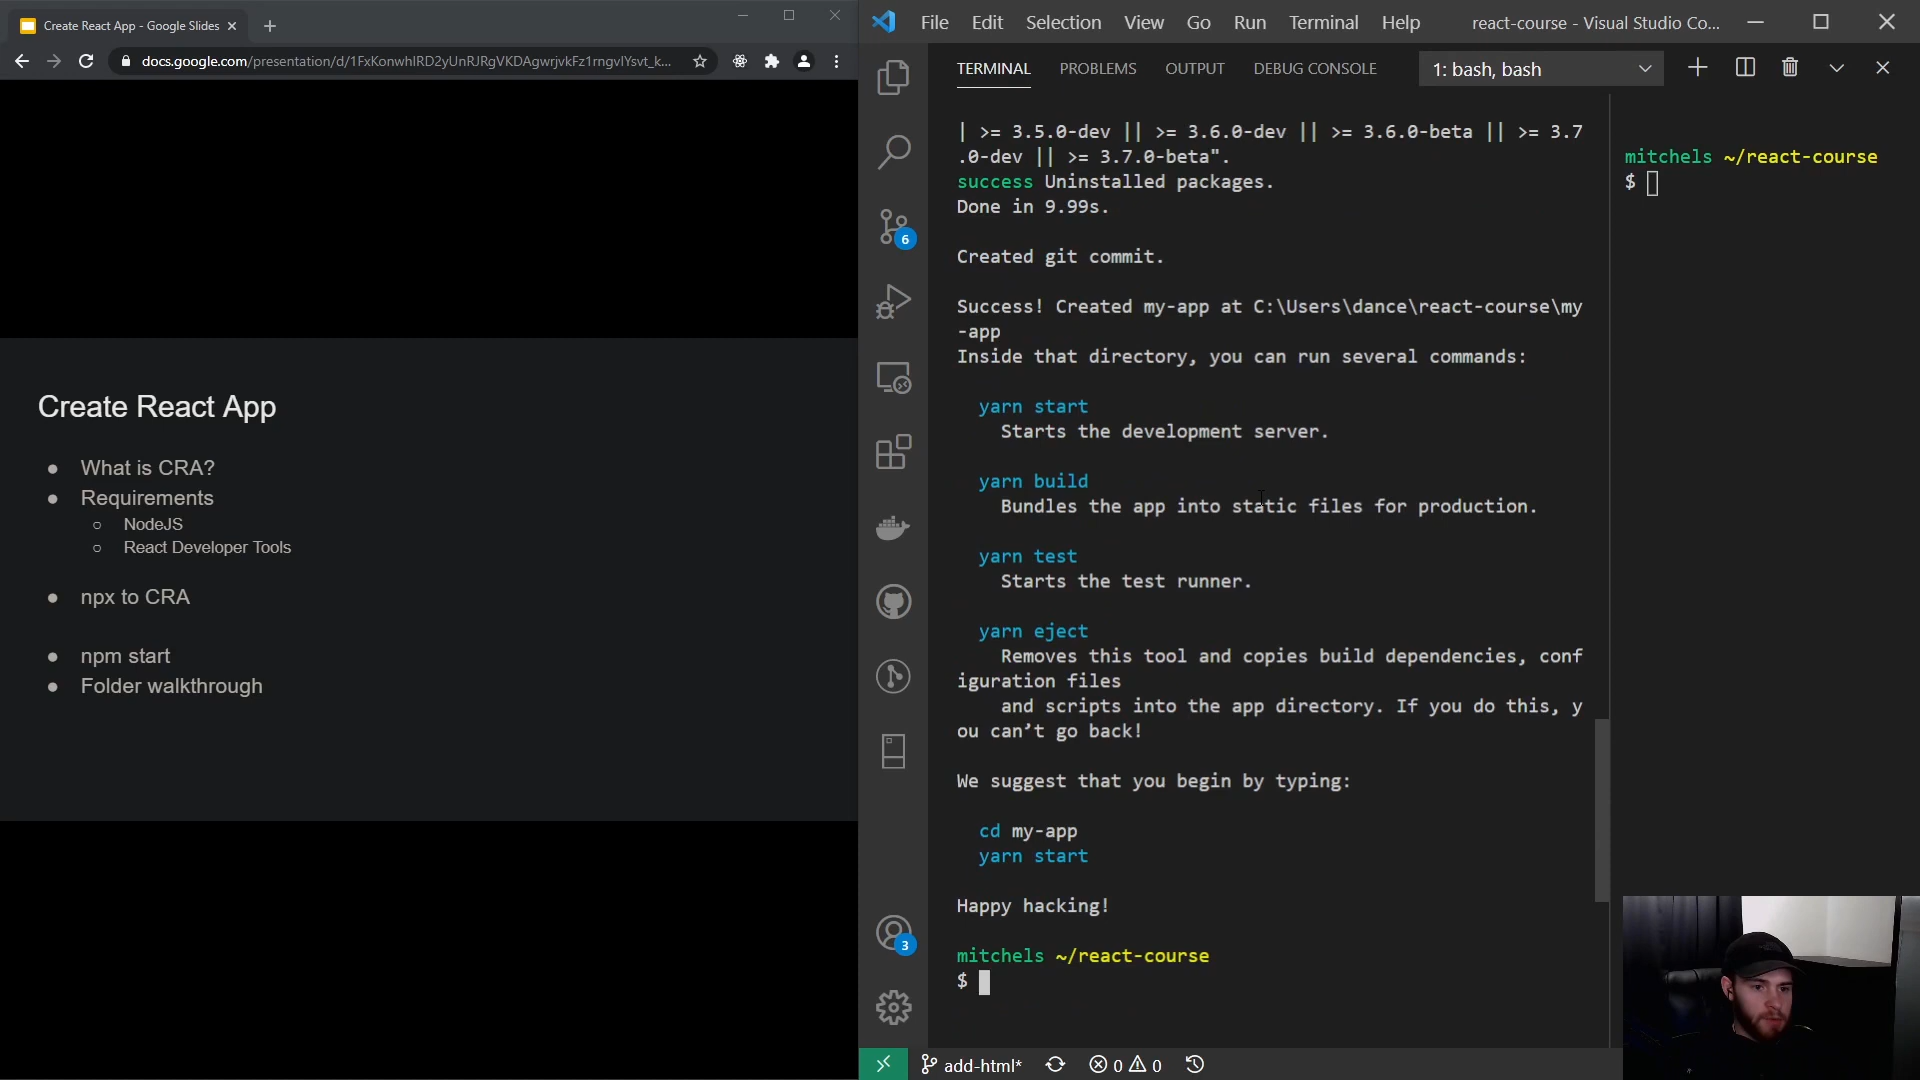 Create React App - Google Slides
docs.google.com/presentation/d/1FxKonwhIRD2yUnRJRgVKDAgwrjvkFz1rngvlYsvt_k...
Create React App
● What is CRA?
● Requirements
○ NodeJS
○ React Developer Tools
● npx to CRA
● npm start
● Folder walkthrough
File Edit Selection View Go Run Terminal Help react-course - Visual Studio Co...
TERMINAL PROBLEMS OUTPUT DEBUG CONSOLE 1: bash, bash
6
3
| >= 3.5.0-dev || >= 3.6.0-dev || >= 3.6.0-beta || >= 3.7
.0-dev || >= 3.7.0-beta".
success Uninstalled packages.
Done in 9.99s.
Created git commit.
Success! Created my-app at C:\Users\dance\react-course\my
-app
Inside that directory, you can run several commands:
yarn start
Starts the development server.
yarn build
Bundles the app into static files for production.
yarn test
Starts the test runner.
yarn eject
Removes this tool and copies build dependencies, conf
iguration files
and scripts into the app directory. If you do this, y
ou can’t go back!
We suggest that you begin by typing:
cd my-app
yarn start
Happy hacking!
mitchels ~/react-course
$
mitchels ~/react-course
$
add-html* 0 0